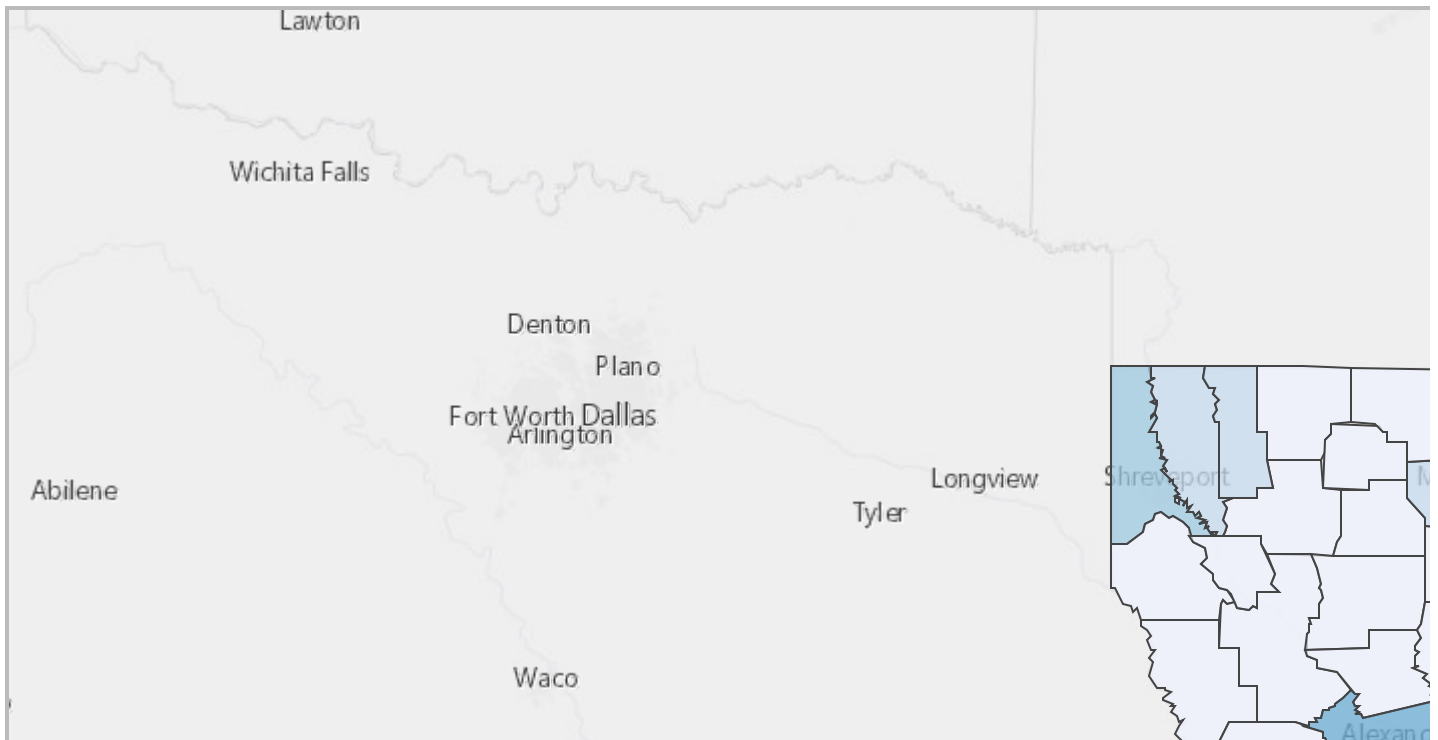 Lawton
Wichita Falls
Denton
Plano
Fort Worth Dallas
Arlington
Shreveport
Longview
Abilene
Tyler
Waco